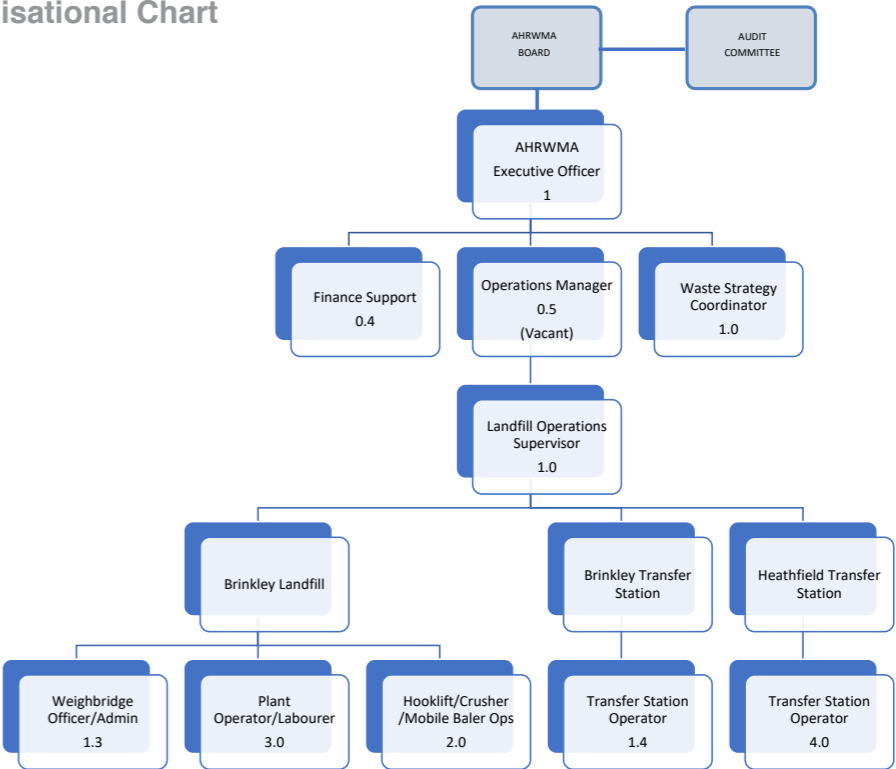 isational Chart
AHRWMA
BOARD
AUDIT
COMMITTEE
AHRWMA
Executive Officer
1
Finance Support
0.4
Operations Manager
0.5
(Vacant)
Waste Strategy
Coordinator
1.0
Landfill Operations
Supervisor
1.0
Brinkley Landfill
Brinkley Transfer
Station
Heathfield Transfer
Station
Weighbridge
Officer/Admin
1.3
Plant
Operator/Labourer
3.0
Hooklift/Crusher
/Mobile Baler Ops
2.0
Transfer Station
Operator
1.4
Transfer Station
Operator
4.0